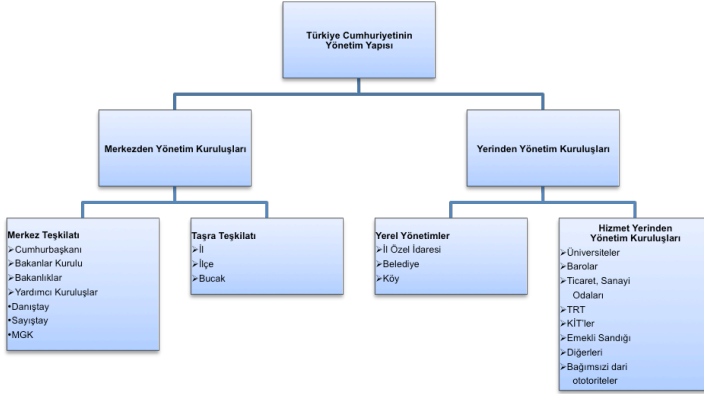 Türkiye Cumhuriyetinin
Yönetim Yapısı
Merkezden Yönetim Kuruluşları
Yerinden Yönetim Kuruluşları
Merkez Teşkilatı
➢Cumhurbaşkanı
➢Bakanlar Kurulu
➢Bakanlıklar
➢Yardımcı Kuruluşlar
•Danıştay
•Sayıştay
•MGK
Taşra Teşkilatı
➢İl
➢İlçe
➢Bucak
Yerel Yönetimler
➢İl Özel İdaresi
➢Belediye
➢Köy
Hizmet Yerinden
Yönetim Kuruluşları
➢Üniversiteler
➢Barolar
➢Ticaret, Sanayi
Odaları
➢TRT
➢KİT'ler
➢Emekli Sandığı
➢Diğerleri
➢Bağımsizi dari
ototoriteler